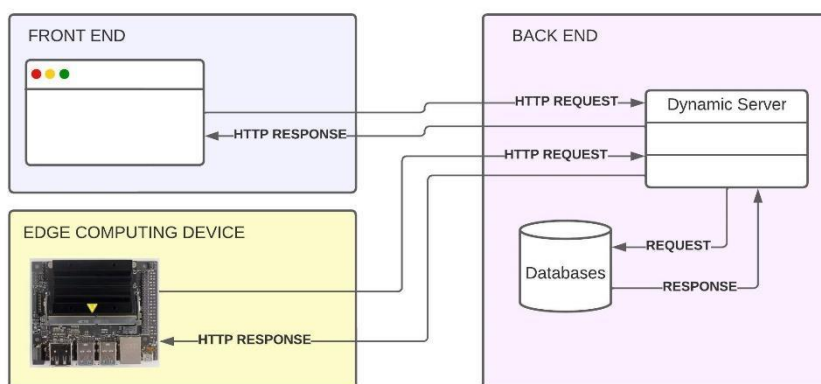 FRONT END
BACK END
HTTP REQUEST
Dynamic Server
HTTP RESPONSE
HTTP REQUEST
EDGE COMPUTING DEVICE
REQUEST
Databases
RESPONSE
HTTP RESPONSE